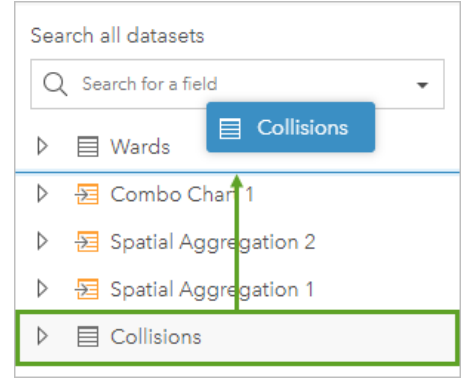 Search all datasets
Search for a field
Collisions
Wards
Combo Chart 1
Spatial Aggregation 2
Spatial Aggregation 1
Collisions